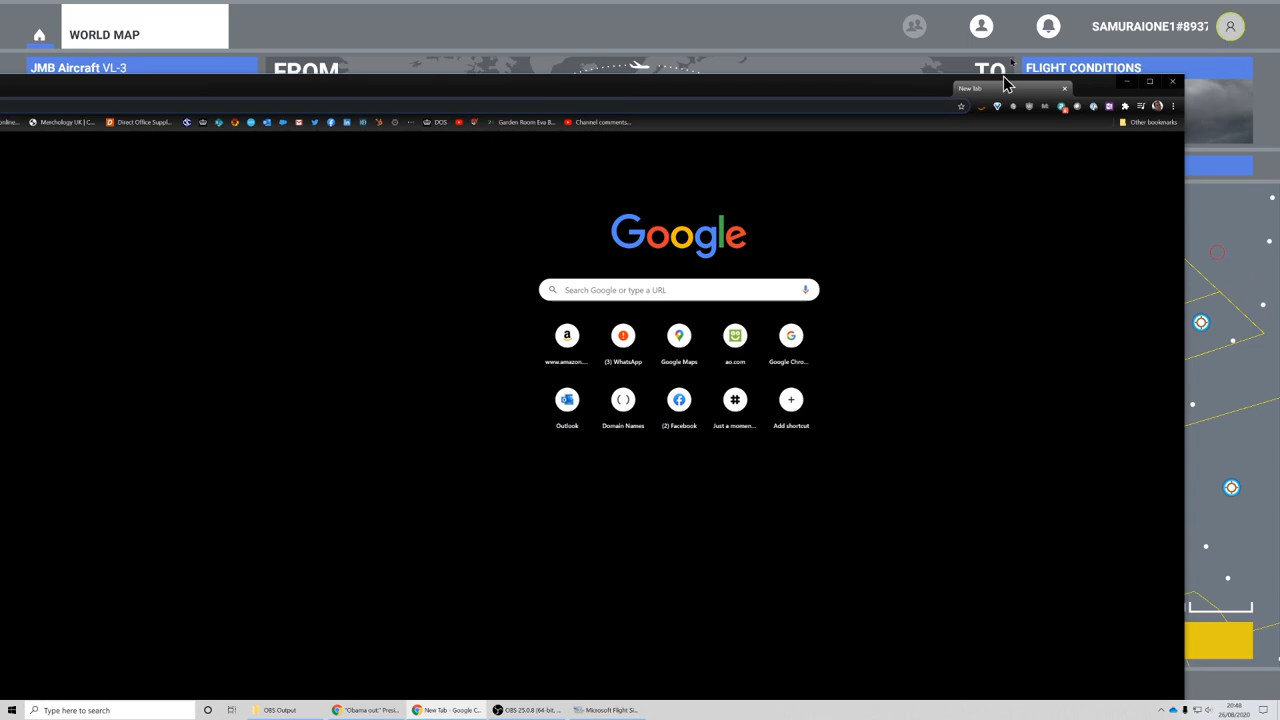 WORLD MAP
SAMURAIONE1#8937
JMB Aircraft VL-3
FROM
TO
FLIGHT CONDITIONS
New Tab
online...
Merchology UK | C...
Direct Office Suppl...
DOS
Garden Room Eva B...
Channel comments...
Other bookmarks
Google
Search Google or type a URL
www.amazon....
(3) WhatsApp
Google Maps
ao.com
Google Chro...
Outlook
Domain Names
(2) Facebook
Just a momen...
Add shortcut
Type here to search
OBS Output
"Obama out:" Presi...
New Tab - Google C...
OBS 25.0.8 (64-bit, ...
Microsoft Flight Si...
20:48
26/08/2020